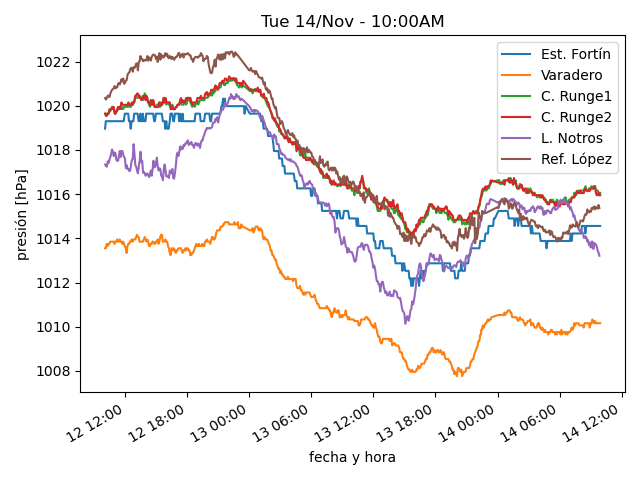 Tue 14/Nov - 10:00AM
presión [hPa]
1022
1020
1018
1016
1014
1012
1010
1008
Est. Fortín
Varadero
C. Runge1
C. Runge2
L. Notros
Ref. López
12 12:00
12 18:00
13 00:00
13 06:00
13 12:00
13 18:00
14 00:00
14 06:00
14 12:00
fecha y hora